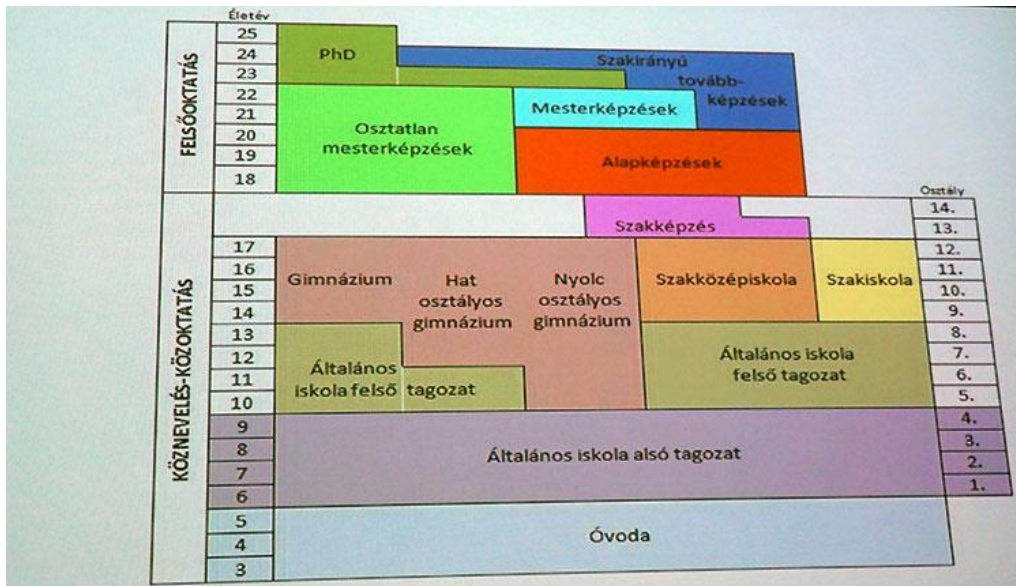 Életév
25
PhD
24
Szakirányú
23
tovább-
képzések
22
Mesterképzések
21
Osztatlan
mesterképzések
20
19
Alapképzések
18
FELSŐOKTATÁS
Osztály
14.
13.
Szakképzés
17
12.
16
11.
15
10.
14
9.
Gimnázium
Hat
osztályos
gimnázium
Nyolc
osztályos
gimnázium
Szakközépiskola
Szakiskola
13
8.
12
7.
11
6.
10
5.
Általános
iskola felső tagozat
Általános iskola
felső tagozat
9
4.
8
3.
7
2.
6
1.
Általános iskola alsó tagozat
5
4
3
Óvoda
KÖZNEVELÉS-KÖZOKTATÁS